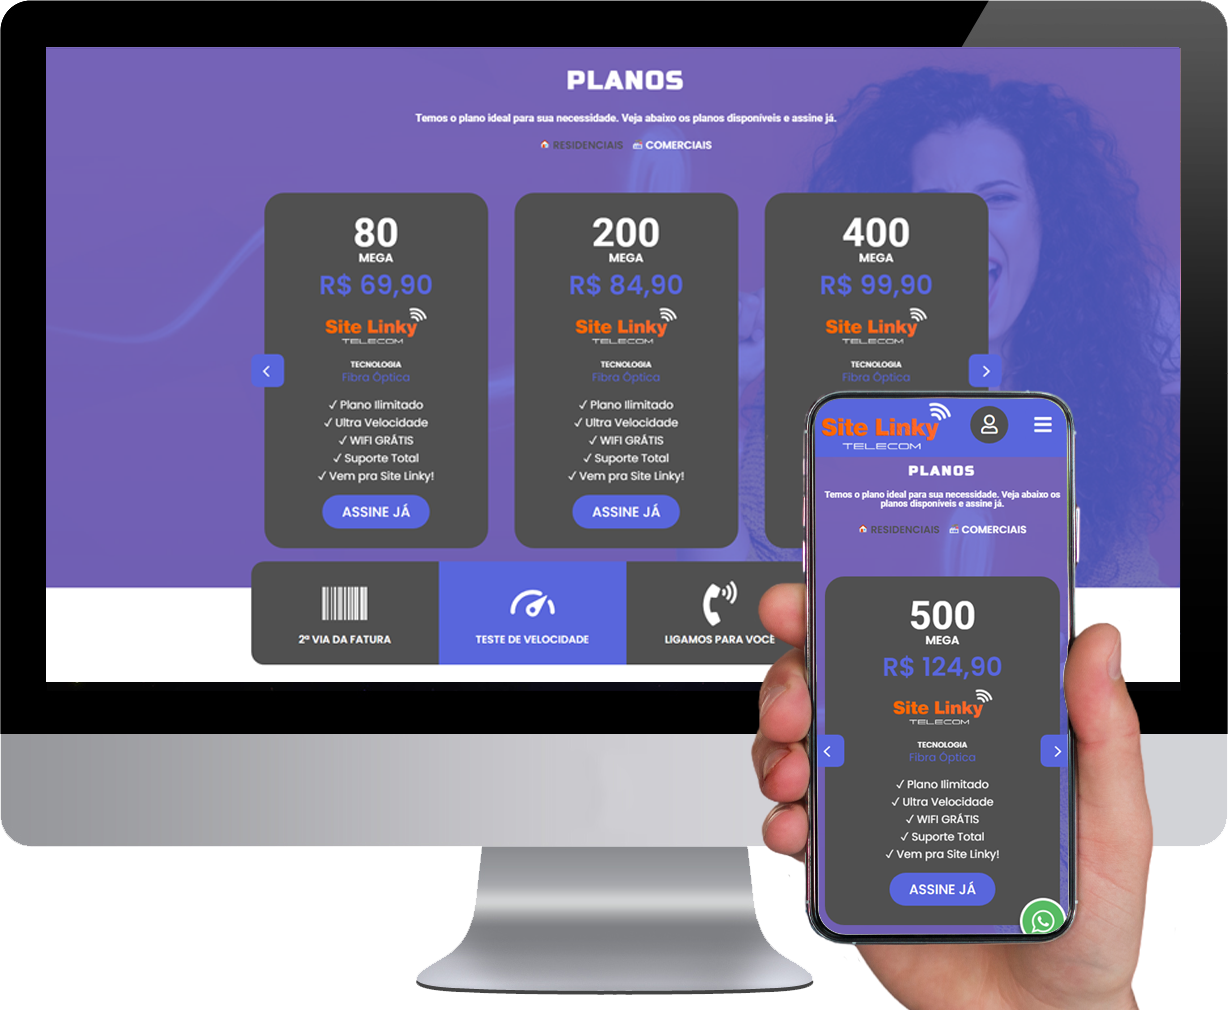 PLANOS
Temos o plano ideal para sua necessidade. Veja abaixo os planos disponíveis e assine já.
RESIDENCIAIS COMERCIAIS
80
MEGA
R$ 69,90
Site Linky
TELECOM
TECNOLOGIA
Fibra Óptica
✓ Plano Ilimitado
✓ Ultra Velocidade
✓ WIFI GRÁTIS
✓ Suporte Total
✓ Vem pra Site Linky!
ASSINE JÁ
200
MEGA
R$ 84,90
Site Linky
TELECOM
TECNOLOGIA
Fibra Óptica
✓ Plano Ilimitado
✓ Ultra Velocidade
✓ WIFI GRÁTIS
✓ Suporte Total
✓ Vem pra Site Linky!
ASSINE JÁ
400
MEGA
R$ 99,90
Site Linky
TELECOM
TECNOLOGIA
Fibra Óptica
2ª VIA DA FATURA
TESTE DE VELOCIDADE
LIGAMOS PARA VOCÊ
Site Linky
TELECOM
PLANOS
Temos o plano ideal para sua necessidade. Veja abaixo os
planos disponíveis e assine já.
RESIDENCIAIS COMERCIAIS
500
MEGA
R$ 124,90
Site Linky
TELECOM
TECNOLOGIA
Fibra Óptica
✓ Plano Ilimitado
✓ Ultra Velocidade
✓ WIFI GRÁTIS
✓ Suporte Total
✓ Vem pra Site Linky!
ASSINE JÁ